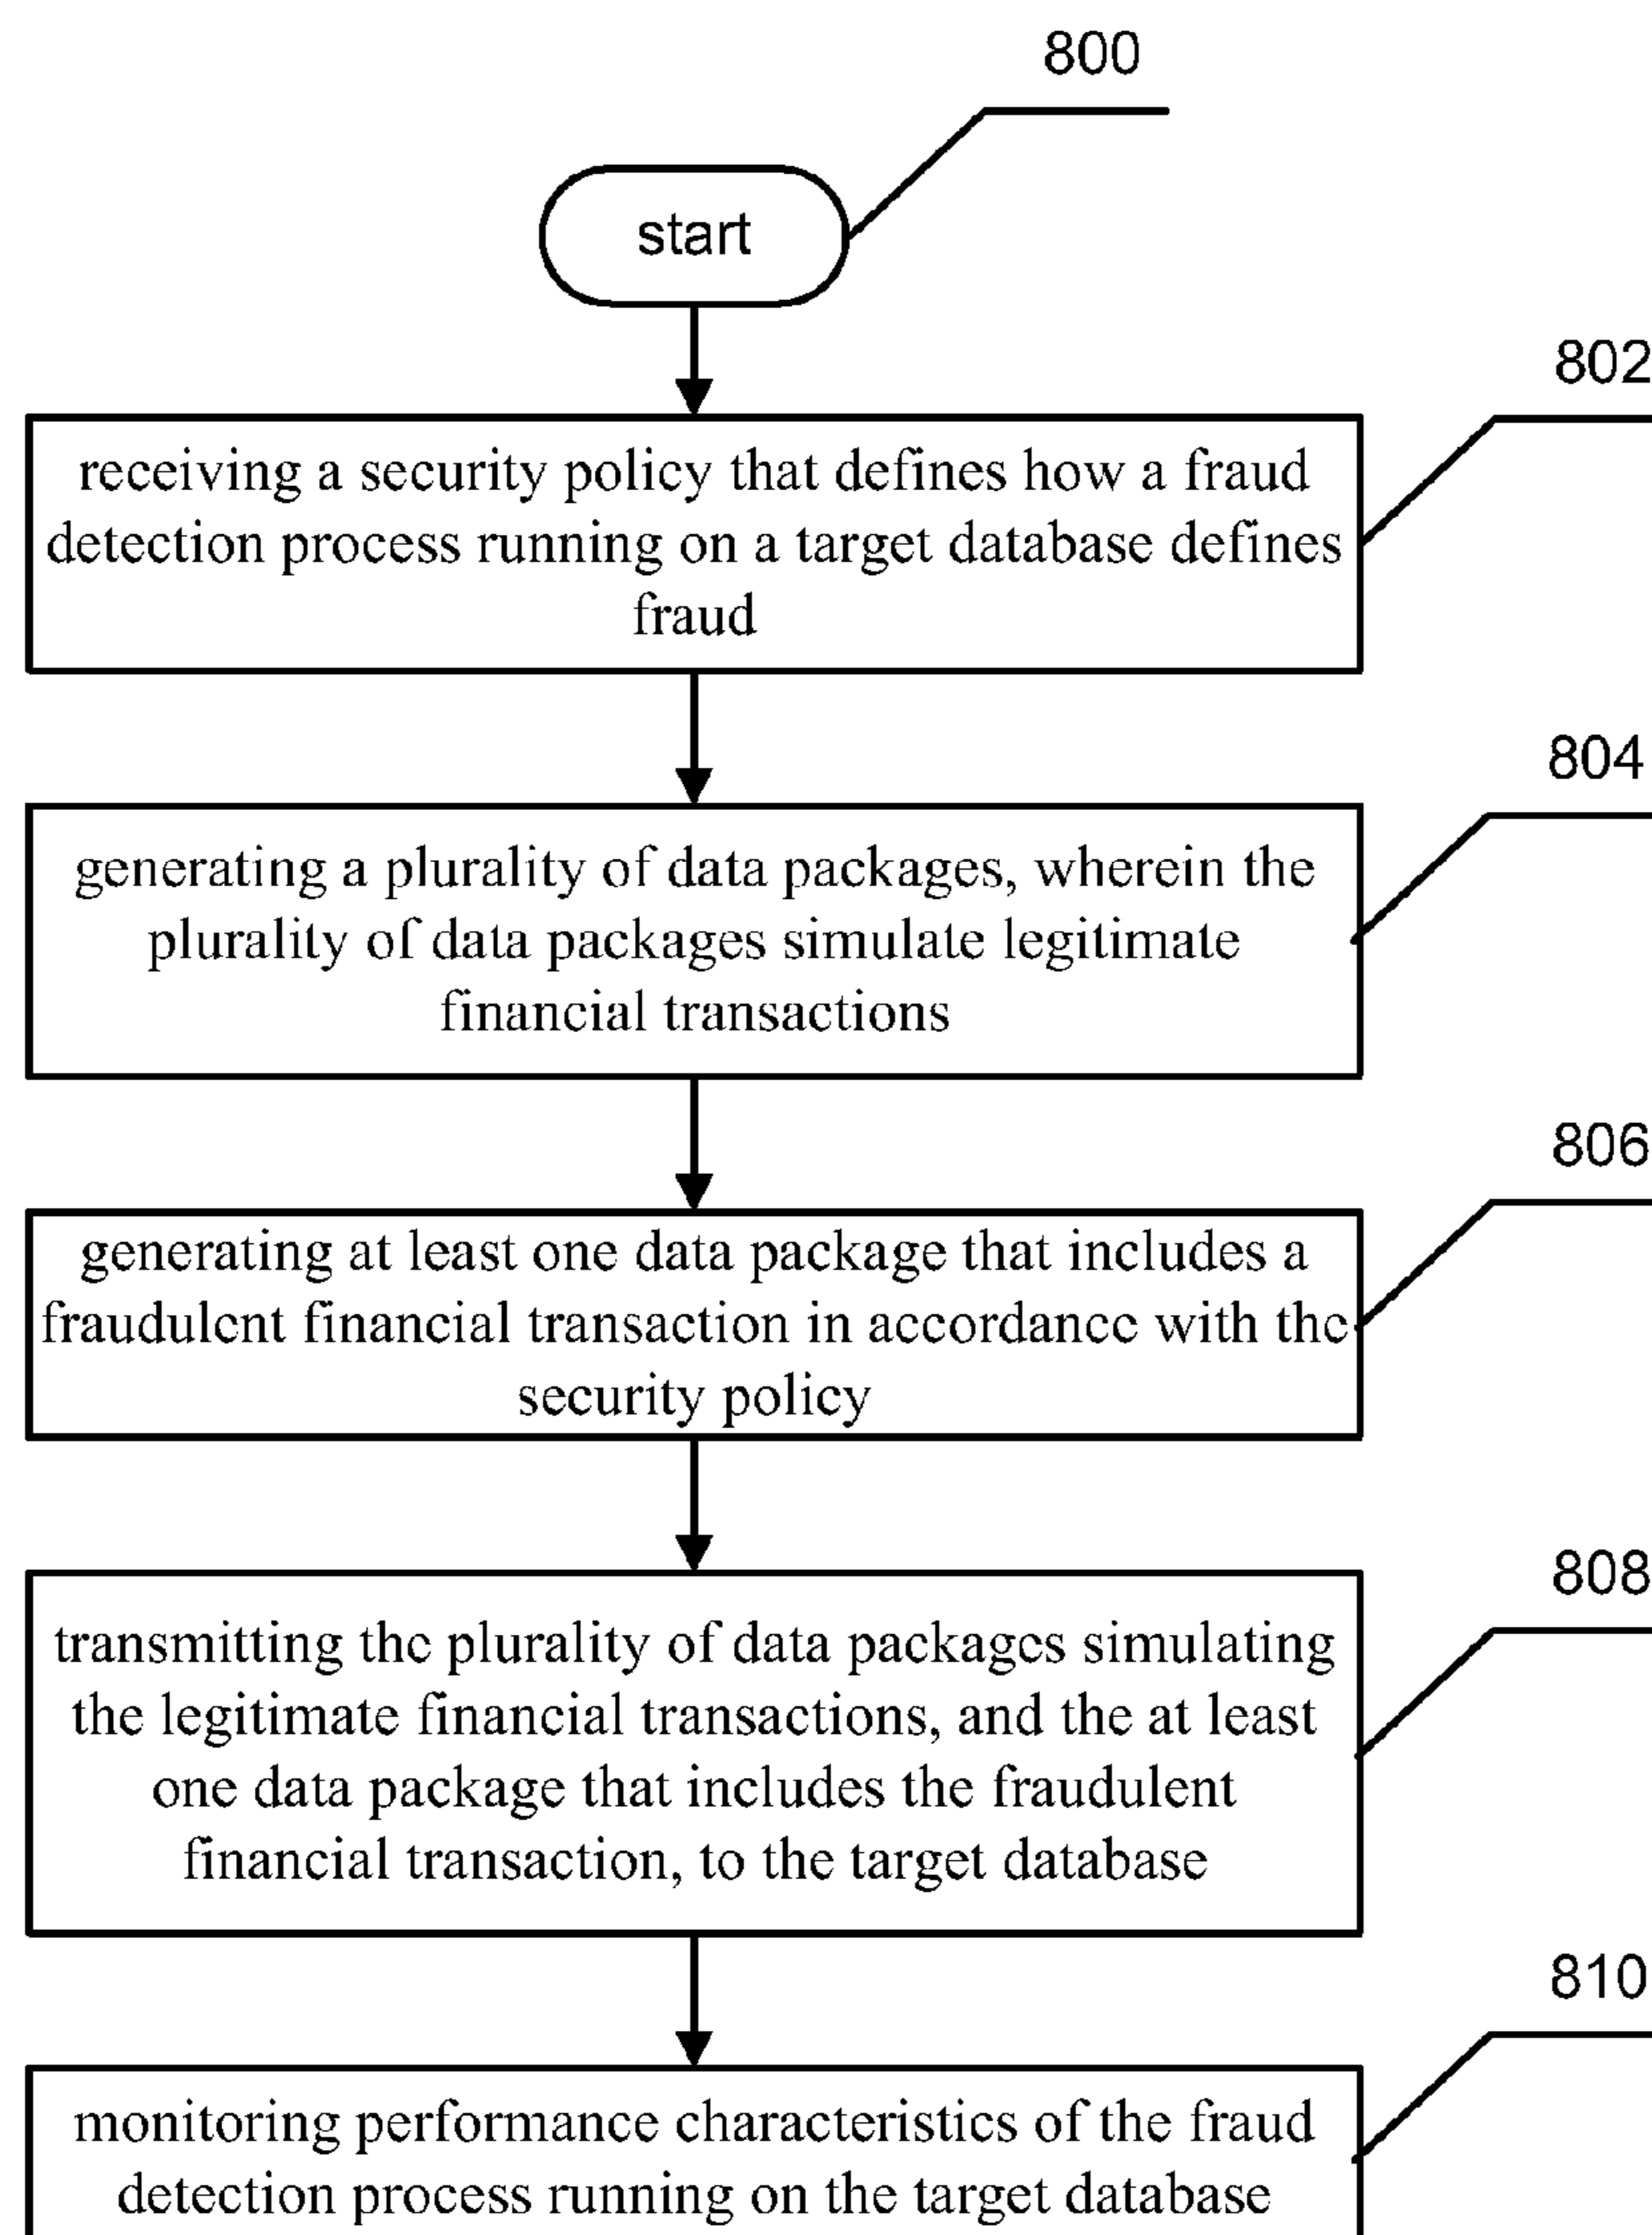 800
start
802
receiving a security policy that defines how a fraud
detection process running on a target database defines
fraud
804
generating a plurality of data packages, wherein the
plurality of data packages simulate legitimate
financial transactions
806
generating at least one data package that includes a
fraudulent financial transaction in accordance with the
security policy
808
transmitting the plurality of data packages simulating
the legitimate financial transactions, and the at least
one data package that includes the fraudulent
financial transaction, to the target database
810
monitoring performance characteristics of the fraud
detection process running on the target database